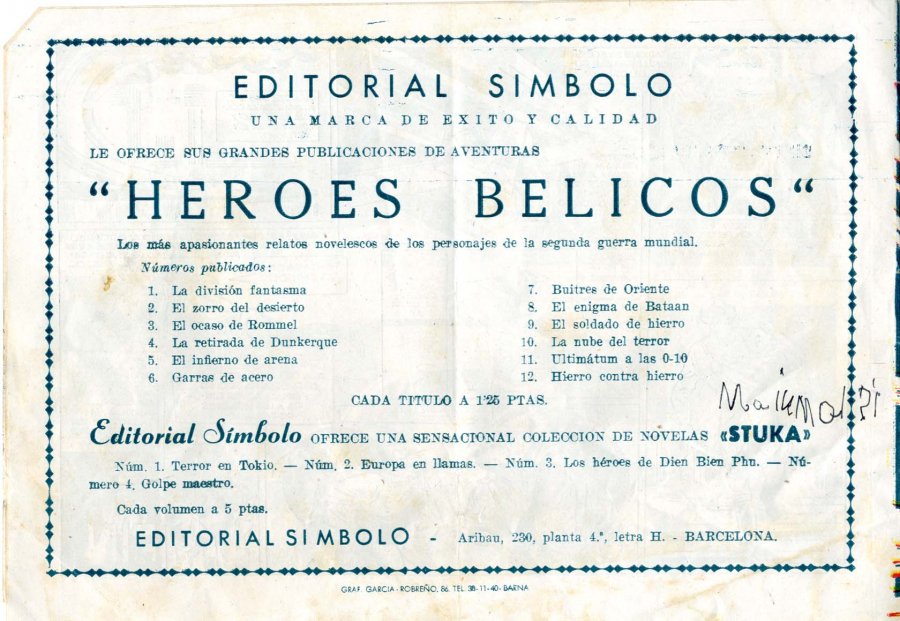 EDITORIAL SIMBOLO
UNA MARCA DE EXITO Y CALIDAD
LE OFRECE SUS GRANDES PUBLICACIONES DE AVENTURAS
"HEROES BELICOS"
Los más apasionantes relatos novelescos de los personajes de la segunda guerra mundial.
Números publicados:
1. La división fantasma
2. El zorro del desierto
3. El ocaso de Rommel
4. La retirada de Dunkerque
5. El infierno de arena
6. Garras de acero
7. Buitres de Oriente
8. El enigma de Bataan
9. El soldado de hierro
10. La nube del terror
11. Ultimátum a las 0-10
12. Hierro contra hierro
CADA TITULO A 1'25 PTAS.
Editorial Símbolo OFRECE UNA SENSACIONAL COLECCION DE NOVELAS «STUKA»
Núm. 1. Terror en Tokio. — Núm. 2. Europa en llamas. — Núm. 3. Los héroes de Dien Bien Phu. — Nú-
mero 4. Golpe maestro.
Cada volumen a 5 ptas.
EDITORIAL SIMBOLO - Aribau, 230, planta 4.ª, letra H. - BARCELONA.
GRAF. GARCIA - ROBREÑO, 86. TEL. 38-11-40 - BARNA